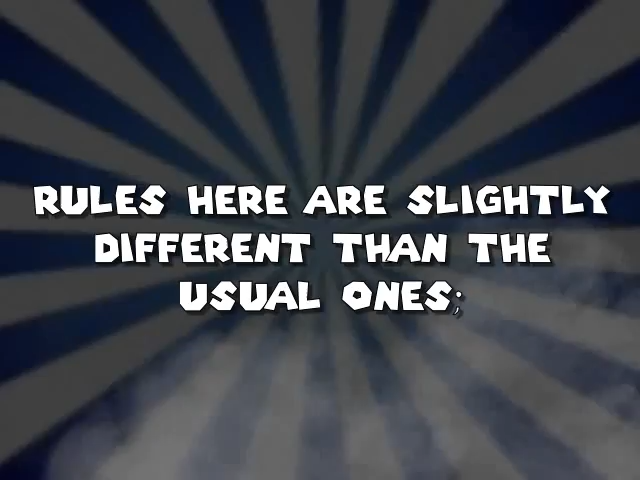 RULES HERE ARE SLIGHTLY
DIFFERENT THAN THE
USUAL ONES;